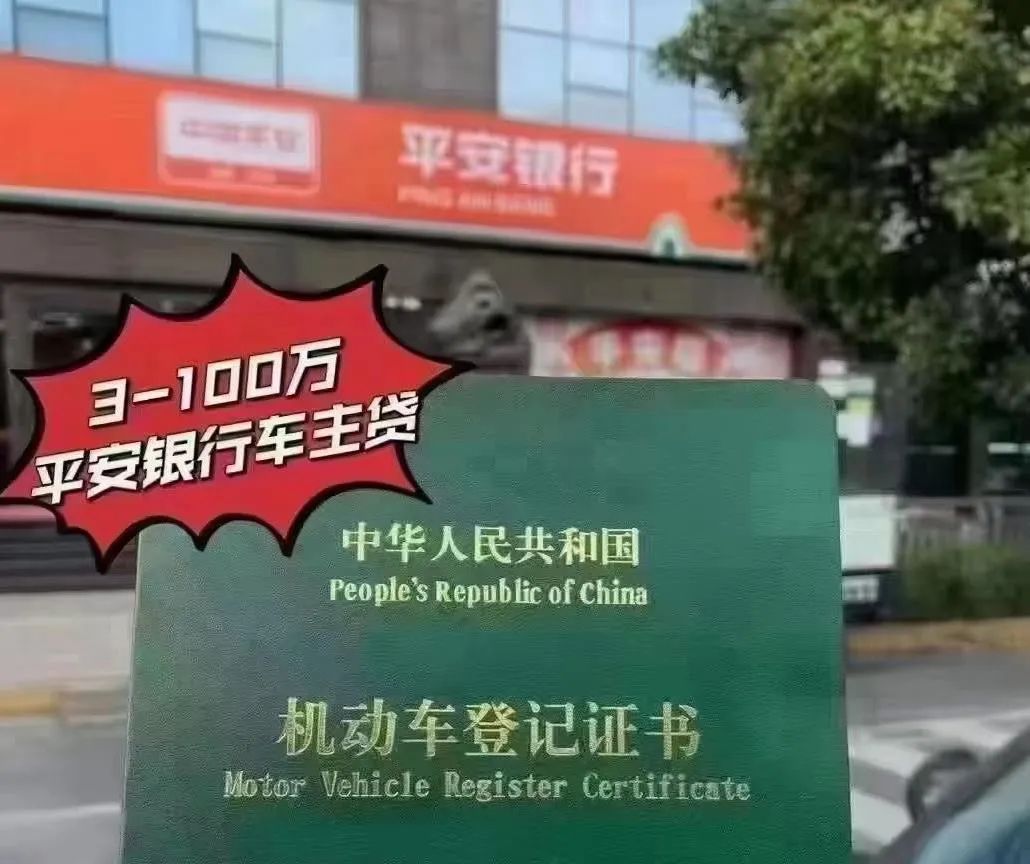 平安银行
PING AN BANK
3-100万
平安银行车主贷
中华人民共和国
People's Republic of China
机动车登记证书
Motor Vehicle Register Certificate